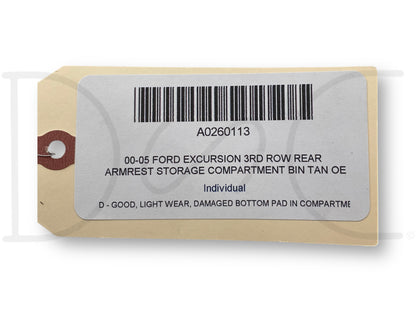 A0260113
00-05 FORD EXCURSION 3RD ROW REAR
ARMREST STORAGE COMPARTMENT BIN TAN OE
Individual
D - GOOD, LIGHT WEAR, DAMAGED BOTTOM PAD IN COMPARTME